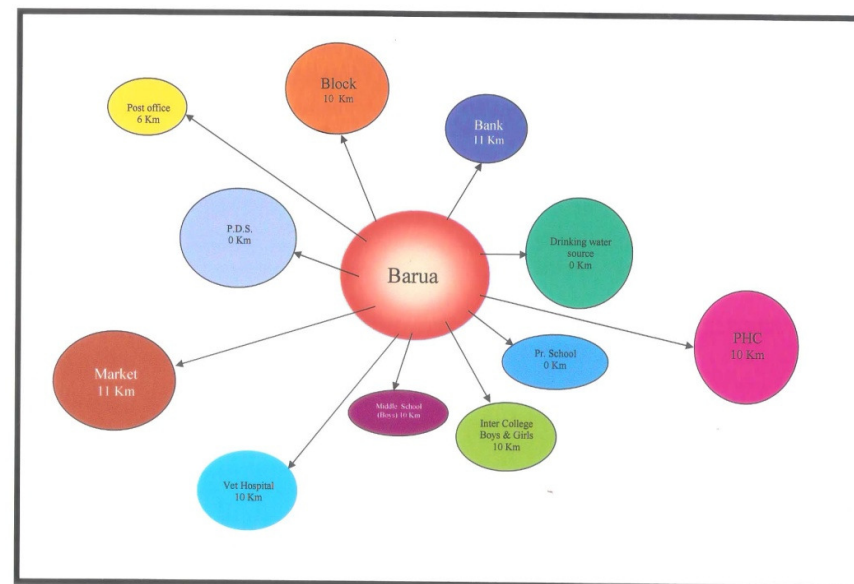 Block
10 Km
Post office
6 Km
Bank
11 Km
P.D.S.
0 Km
Drinking water
source
0 Km
Barua
PHC
10 Km
Pr. School
0 Km
Market
11 Km
Middle School
(Boys) 10 Km
Inter College
Boys & Girls
10 Km
Vet Hospital
10 Km